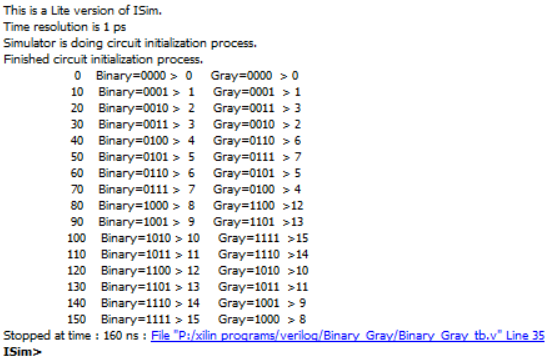 This is a Lite version of ISim.
Time resolution is 1 ps
Simulator is doing circuit initialization process.
Finished circuit initialization process.
0 Binary=0000 > 0 Gray=0000 > 0
10 Binary=0001 > 1 Gray=0001 > 1
20 Binary=0010 > 2 Gray=0011 > 3
30 Binary=0011 > 3 Gray=0010 > 2
40 Binary=0100 > 4 Gray=0110 > 6
50 Binary=0101 > 5 Gray=0111 > 7
60 Binary=0110 > 6 Gray=0101 > 5
70 Binary=0111 > 7 Gray=0100 > 4
80 Binary=1000 > 8 Gray=1100 >12
90 Binary=1001 > 9 Gray=1101 >13
100 Binary=1010 > 10 Gray=1111 >15
110 Binary=1011 > 11 Gray=1110 >14
120 Binary=1100 > 12 Gray=1010 >10
130 Binary=1101 > 13 Gray=1011 >11
140 Binary=1110 > 14 Gray=1001 > 9
150 Binary=1111 > 15 Gray=1000 > 8
Stopped at time : 160 ns : File "P:/xilin programs/verilog/Binary_Gray/Binary_Gray_tb.v" Line 35
ISim>